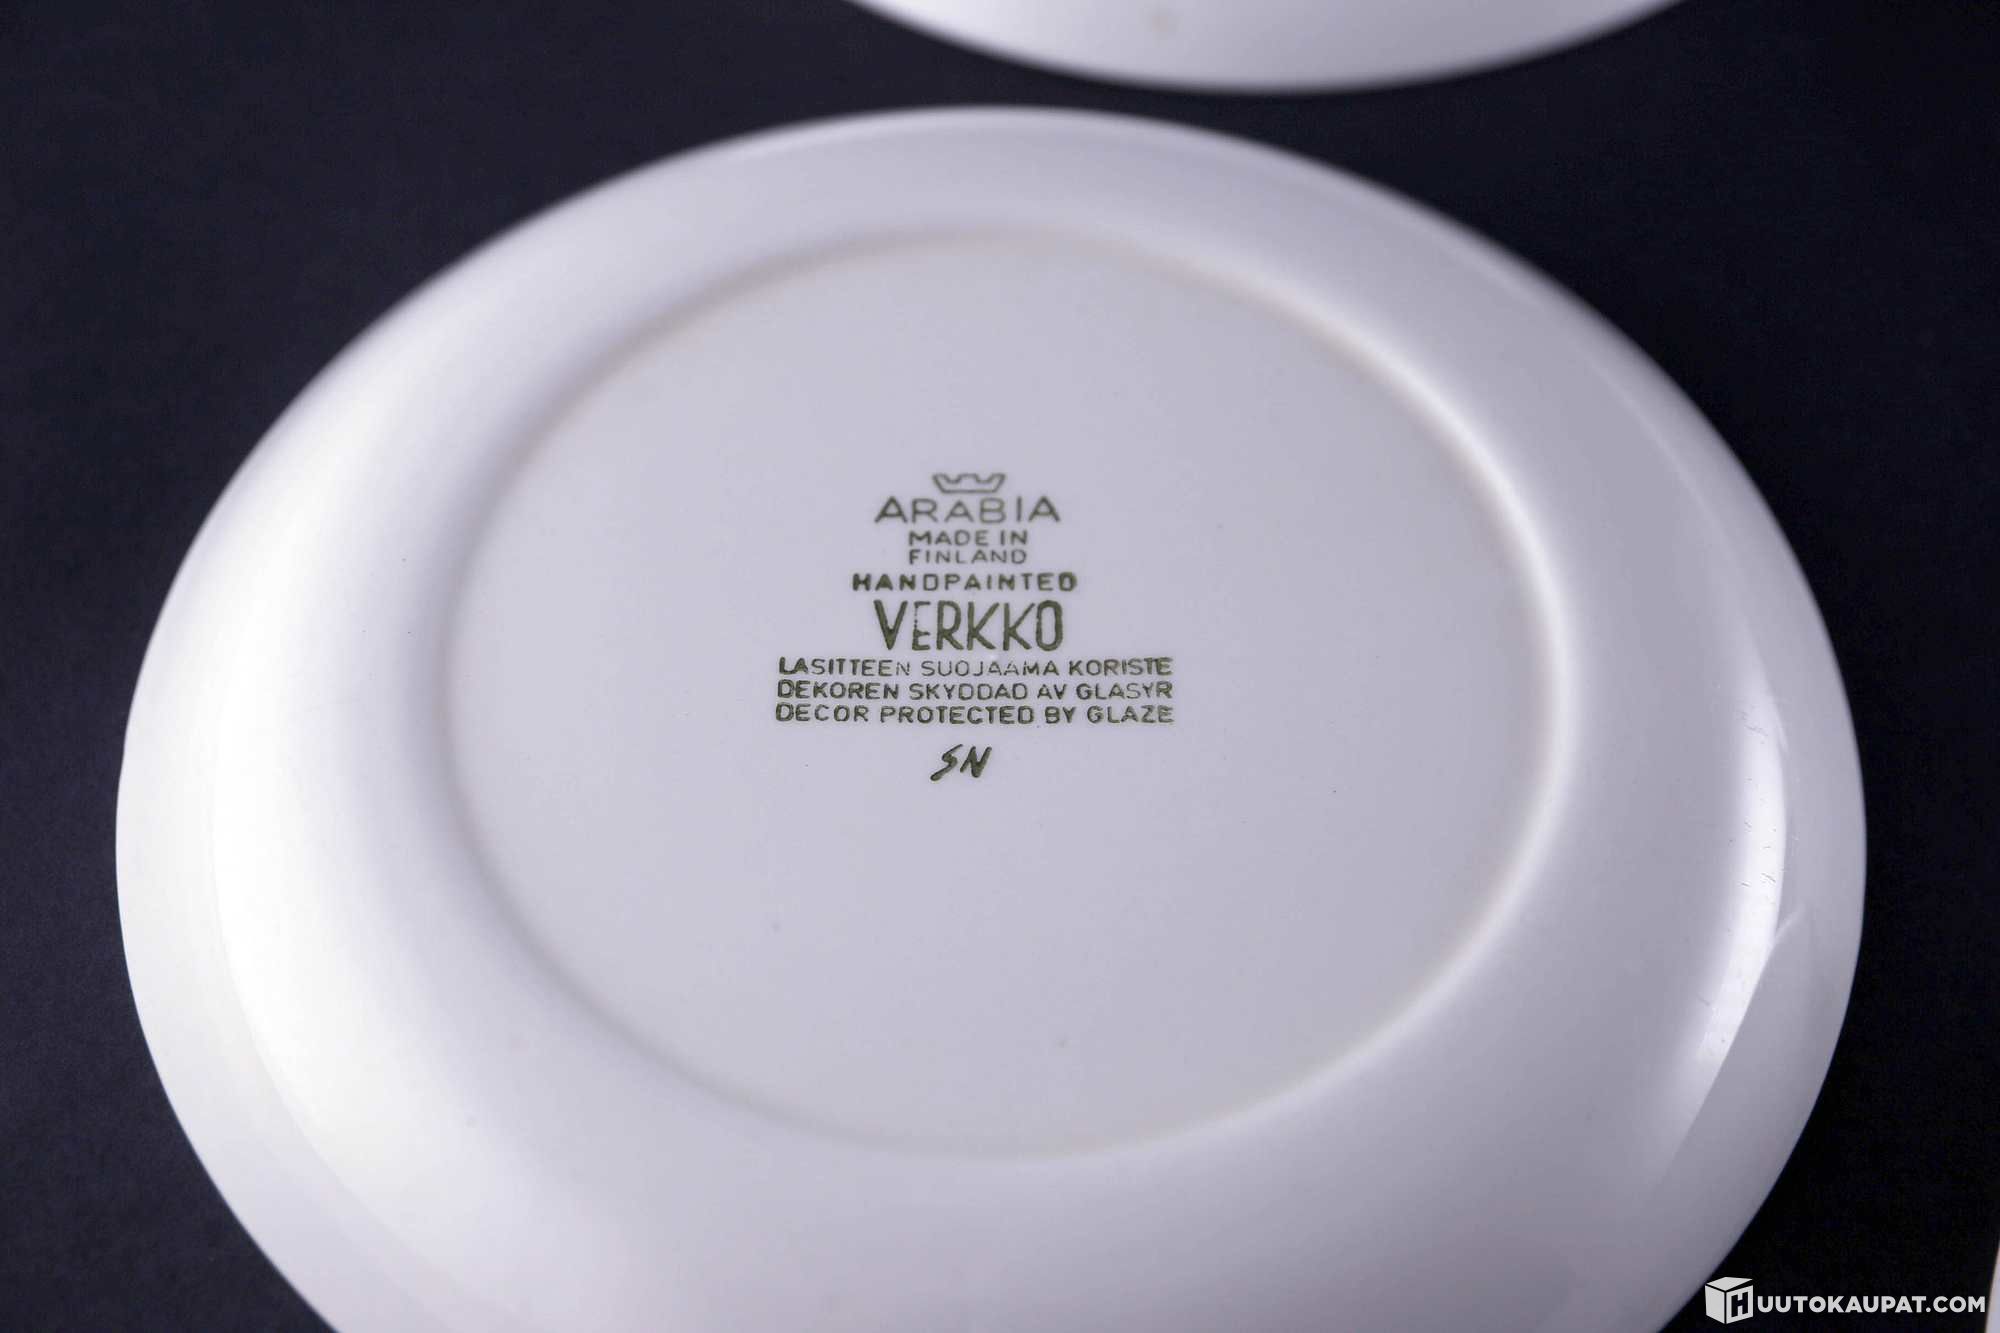 ARABIA
MADE IN
FINLAND
HANDPAINTED
VERKKO
LASITTEEN SUOJAAMA KORISTE
DEKOREN SKYDDAD AV GLASYR
DECOR PROTECTED BY GLAZE
SN
HUUTOKAUPAT.COM